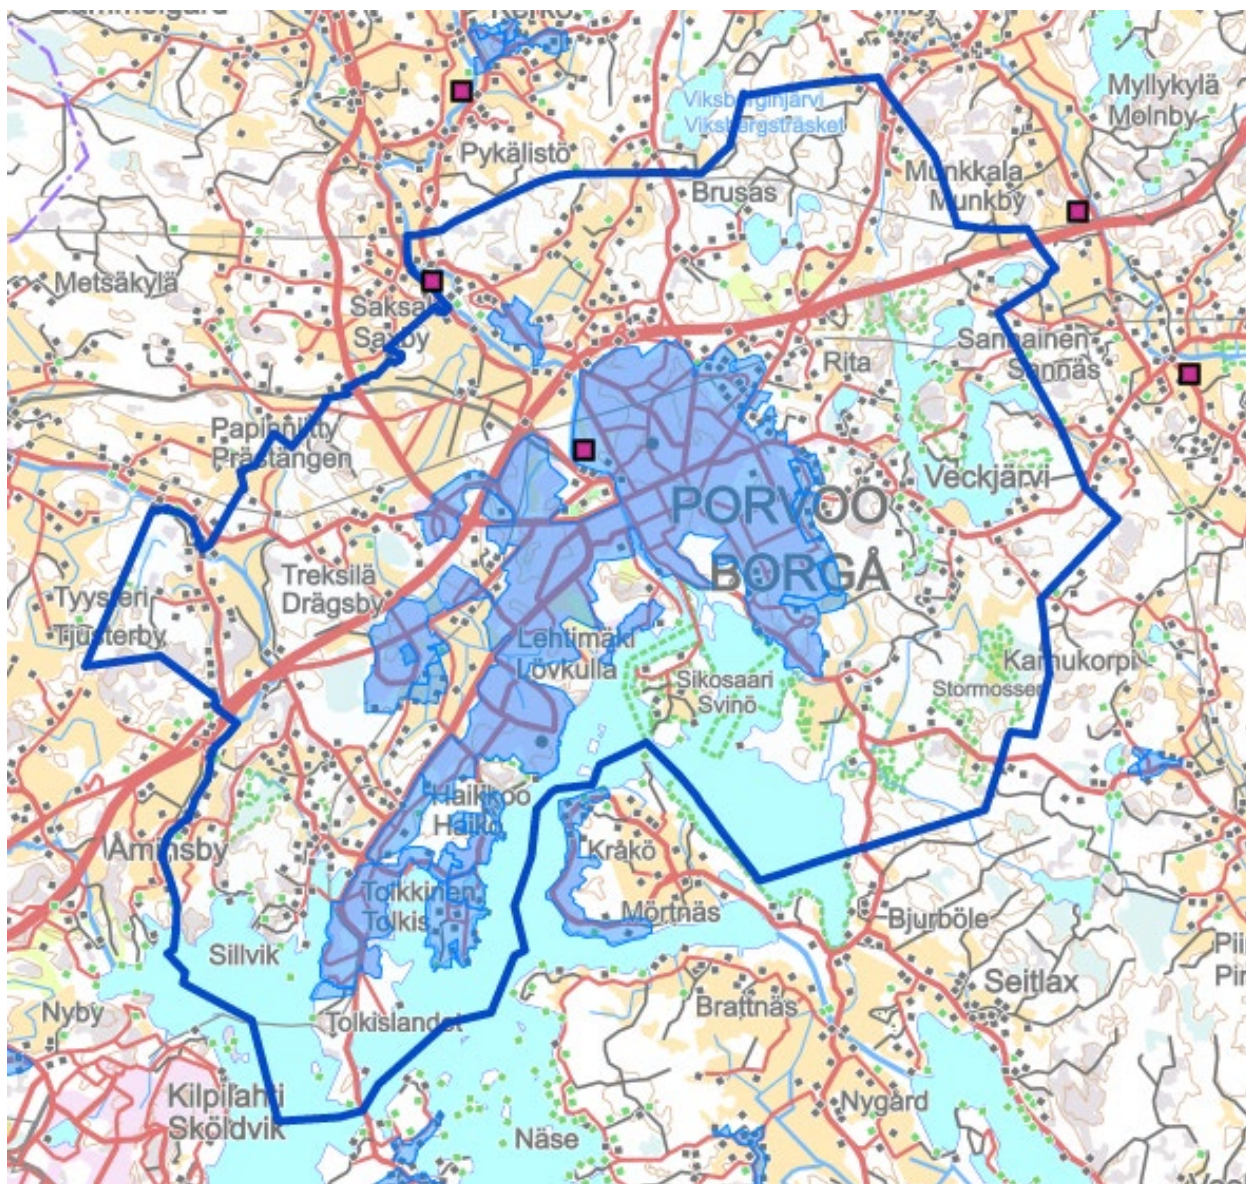 Pykälistö
Viksberginjärvi
Viksbergsträsket
Myllykylä
Molnby
Brusas
Munkkala
Munkby
Metsäkylä
Saksa
Saxby
Sannainen
Sannäs
Rita
Papinniitty
Prästängen
Veckjärvi
PORVOO
BORGÅ
Treksilä
Drägsby
Tyysteri
Tjusterby
Lehtimäki
Lövkulla
Sikosaari
Svinö
Karnukorpi
Stormossen
Haikkoo
Haiko
Åminsby
Kråkö
Tolkkinen
Tolkis
Mörtnäs
Bjurböle
Sillvik
Seitlax
Nyby
Tolkislandet
Brattnäs
Kilpilahti
Sköldvik
Nygård
Näse